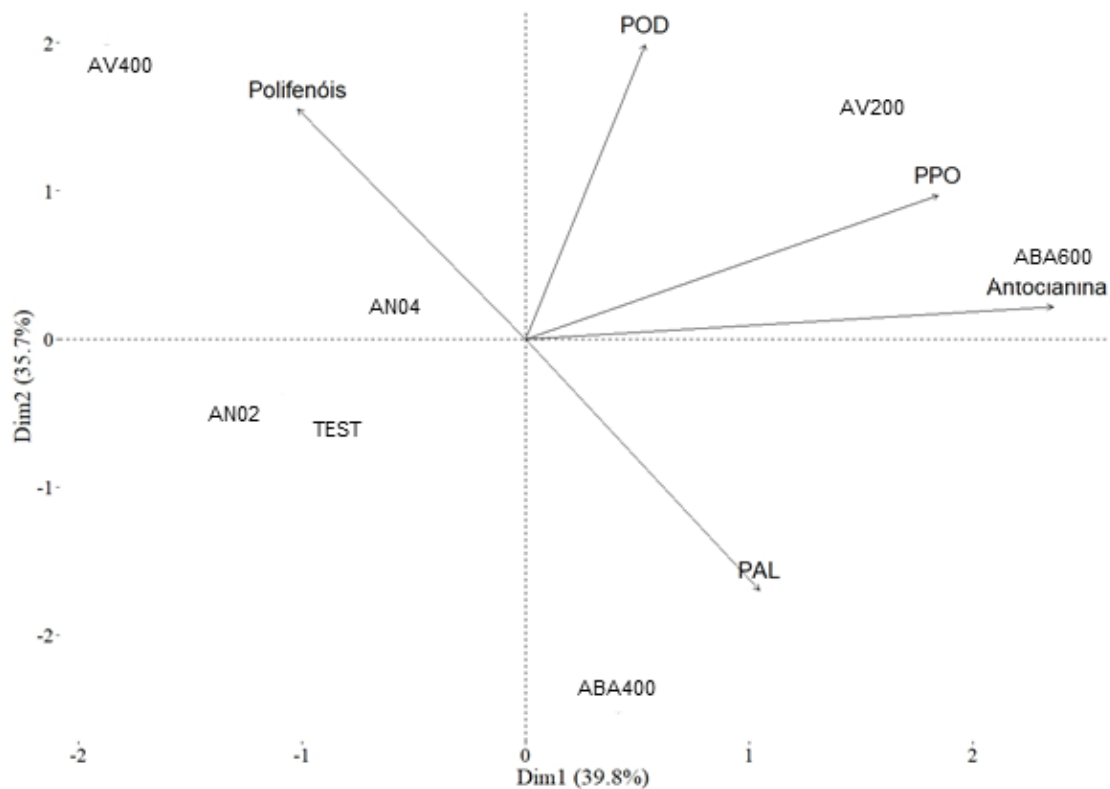 POD
2
AV400
Polifenóis
AV200
1
PPO
ABA600
Antocianina
AN04
0
AN02
TEST
-1
PAL
-2
ABA400
Dim2 (35.7%)
-2
-1
0
1
2
Dim1 (39.8%)